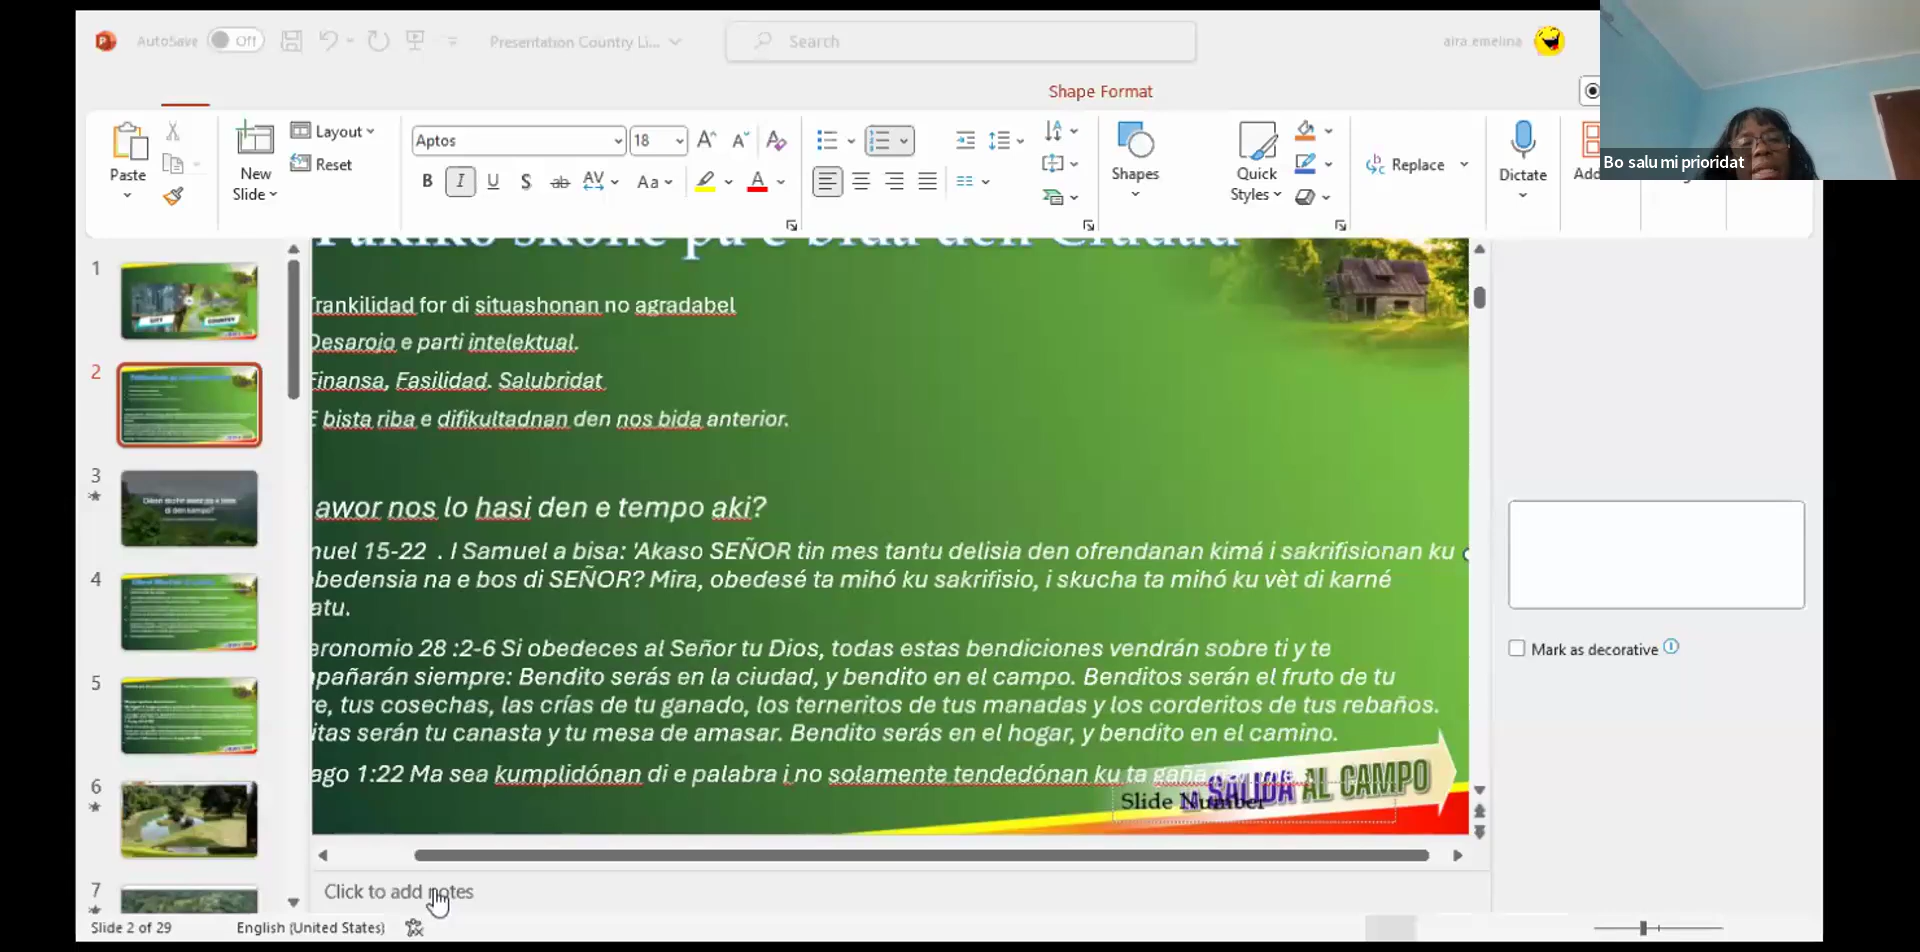 AutoSave Off
Presentation Country Li...
Search
aira emelina
Shape Format
Bo salu mi prioridat
Paste
New Slide
Layout
Reset
Aptos
18
Shapes
Quick Styles
Replace
Dictate
bida den Ciudad
Trankilidad for di situashonan no agradabel
Desarojo e parti intelektual.
Finansa, Fasilidad. Salubridat
E bista riba e difikultadnan den nos bida anterior.
awor nos lo hasi den e tempo aki?
nuel 15-22 . I Samuel a bisa: 'Akaso SEÑOR tin mes tantu delisia den ofrendanan kimá i sakrifisionan ku
obedensia na e bos di SEÑOR? Mira, obedesé ta mihó ku sakrifisio, i skucha ta mihó ku vèt di karné
atu.
eronomio 28 :2-6 Si obedeces al Señor tu Dios, todas estas bendiciones vendrán sobre ti y te
pañarán siempre: Bendito serás en la ciudad, y bendito en el campo. Benditos serán el fruto de tu
re, tus cosechas, las crías de tu ganado, los terneritos de tus manadas y los corderitos de tus rebaños.
itas serán tu canasta y tu mesa de amasar. Bendito serás en el hogar, y bendito en el camino.
ago 1:22 Ma sea kumplidónan di e palabra i no solamente tendedónan ku ta gaña
SALIDA AL CAMPO
Slide Number
Mark as decorative
1
2
3
4
5
6
7
Click to add notes
Slide 2 of 29
English (United States)